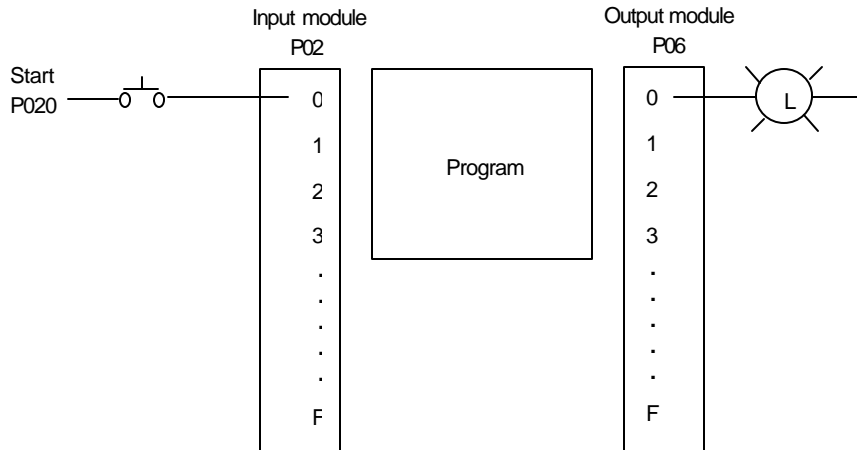 Input module
P02
Output module
P06
Start
P020
0
1
2
3
.
.
.
.
.
F
Program
0
1
2
3
.
.
.
.
.
F
L